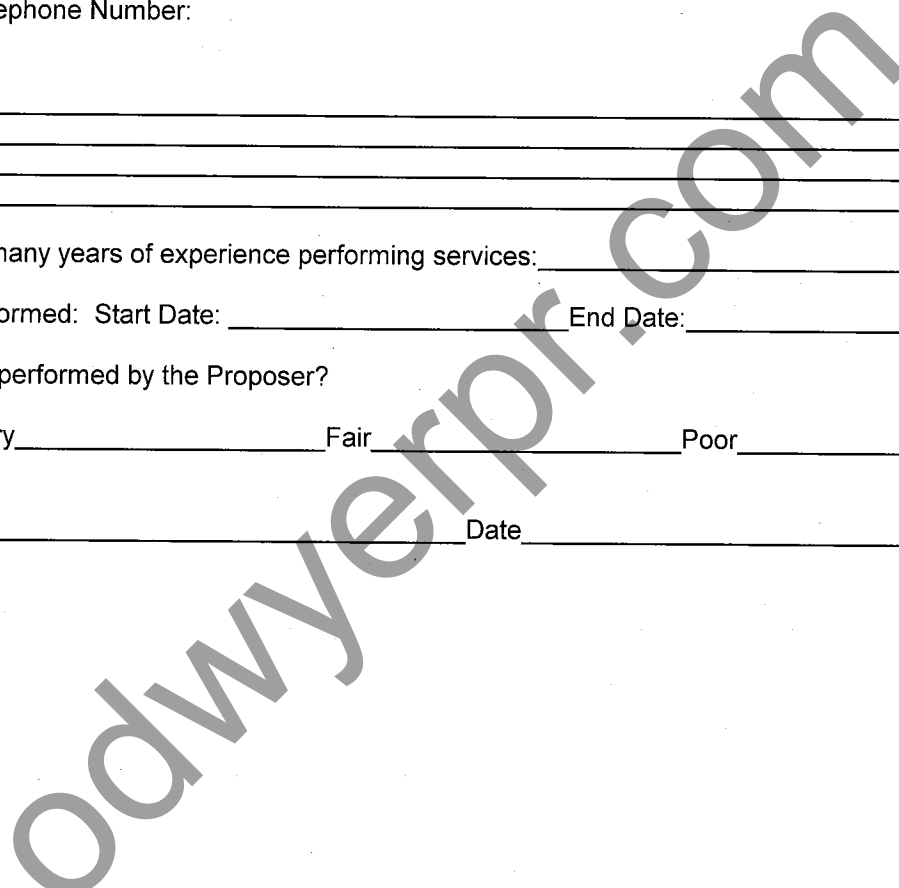 ephone Number:
many years of experience performing services:
ormed: Start Date: End Date:
performed by the Proposer?
ry Fair Poor
Date
odwyerpr.com